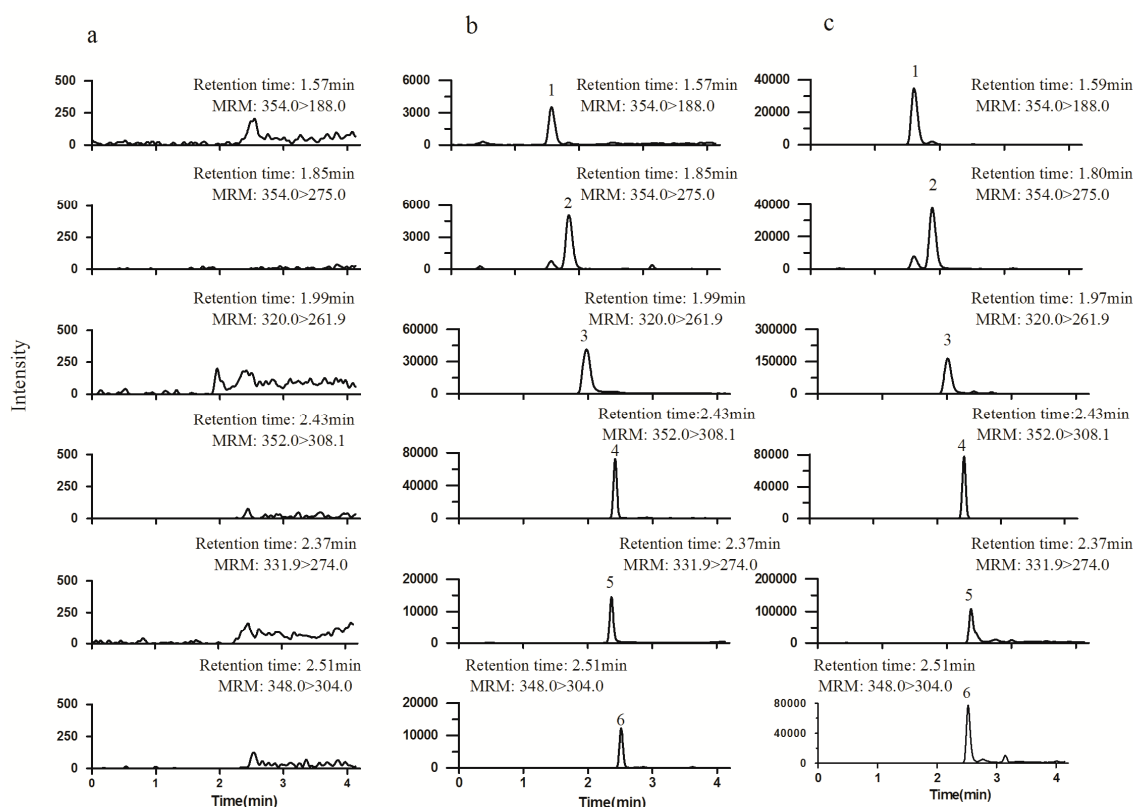 a
b
c
Intensity
500
250
0
Retention time: 1.57min
MRM: 354.0>188.0
500
250
0
Retention time: 1.85min
MRM: 354.0>275.0
500
250
0
Retention time: 1.99min
MRM: 320.0>261.9
500
250
0
Retention time: 2.43min
MRM: 352.0>308.1
500
250
0
Retention time: 2.37min
MRM: 331.9>274.0
500
250
0
Retention time: 2.51min
MRM: 348.0>304.0
0 1 2 3 4
Time(min)
6000
3000
0
1
Retention time: 1.57min
MRM: 354.0>188.0
6000
3000
0
2
Retention time: 1.85min
MRM: 354.0>275.0
60000
30000
0
3
Retention time: 1.99min
MRM: 320.0>261.9
80000
40000
0
4
Retention time:2.43min
MRM: 352.0>308.1
20000
10000
0
5
Retention time: 2.37min
MRM: 331.9>274.0
20000
10000
0
6
Retention time: 2.51min
MRM: 348.0>304.0
0 1 2 3 4
Time(min)
40000
20000
0
1
Retention time: 1.59min
MRM: 354.0>188.0
40000
20000
0
2
Retention time: 1.80min
MRM: 354.0>275.0
300000
150000
0
3
Retention time: 1.97min
MRM: 320.0>261.9
80000
40000
0
4
Retention time:2.43min
MRM: 352.0>308.1
200000
100000
0
5
Retention time: 2.37min
MRM: 331.9>274.0
80000
40000
0
6
Retention time: 2.51min
MRM: 348.0>304.0
0 1 2 3 4
Time(min)